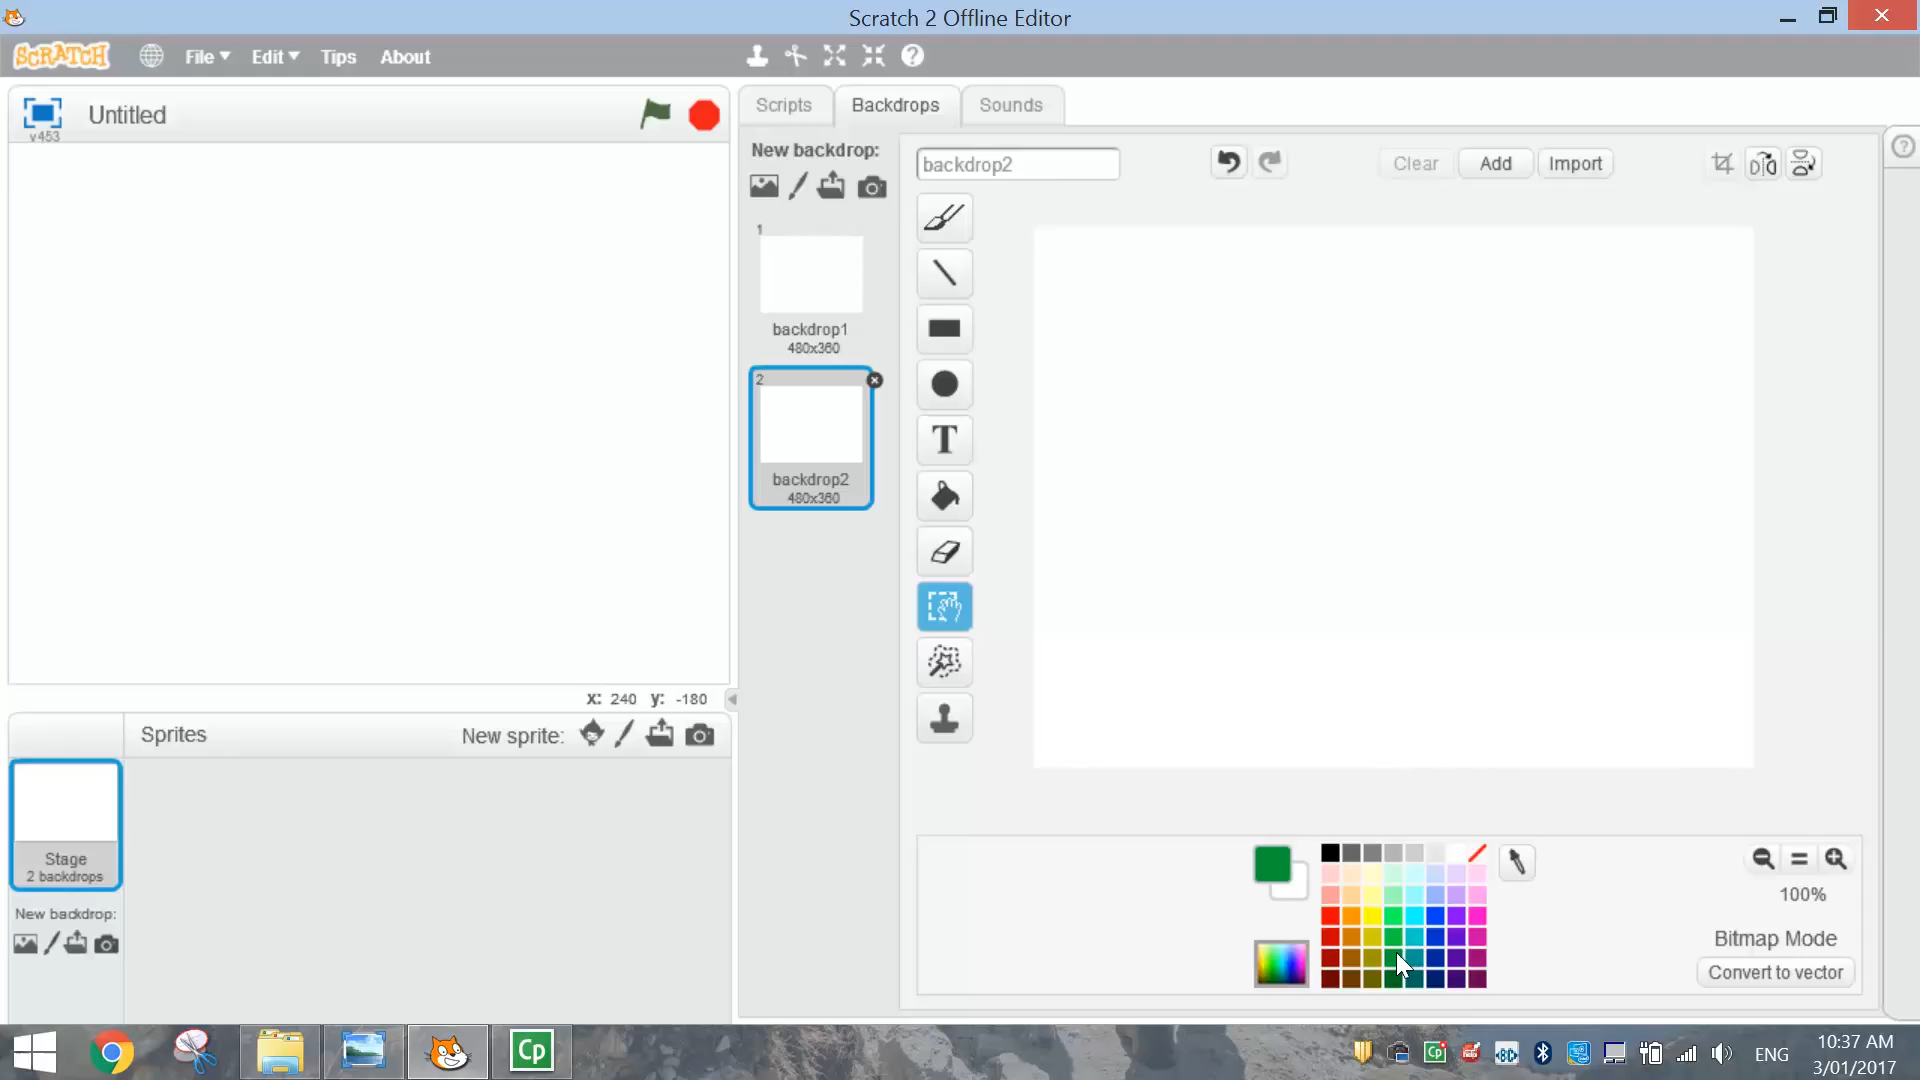 Scratch 2 Offline Editor
SCRATCH File Edit Tips About
v453 Untitled
Scripts Backdrops Sounds
New backdrop:
backdrop2 Clear Add Import
1
backdrop1
480x360
2
backdrop2
480x360
T
x: 240 y: -180
Sprites New sprite:
Stage
2 backdrops
New backdrop:
100%
Bitmap Mode
Convert to vector
Cp
ENG
10:37 AM
3/01/2017